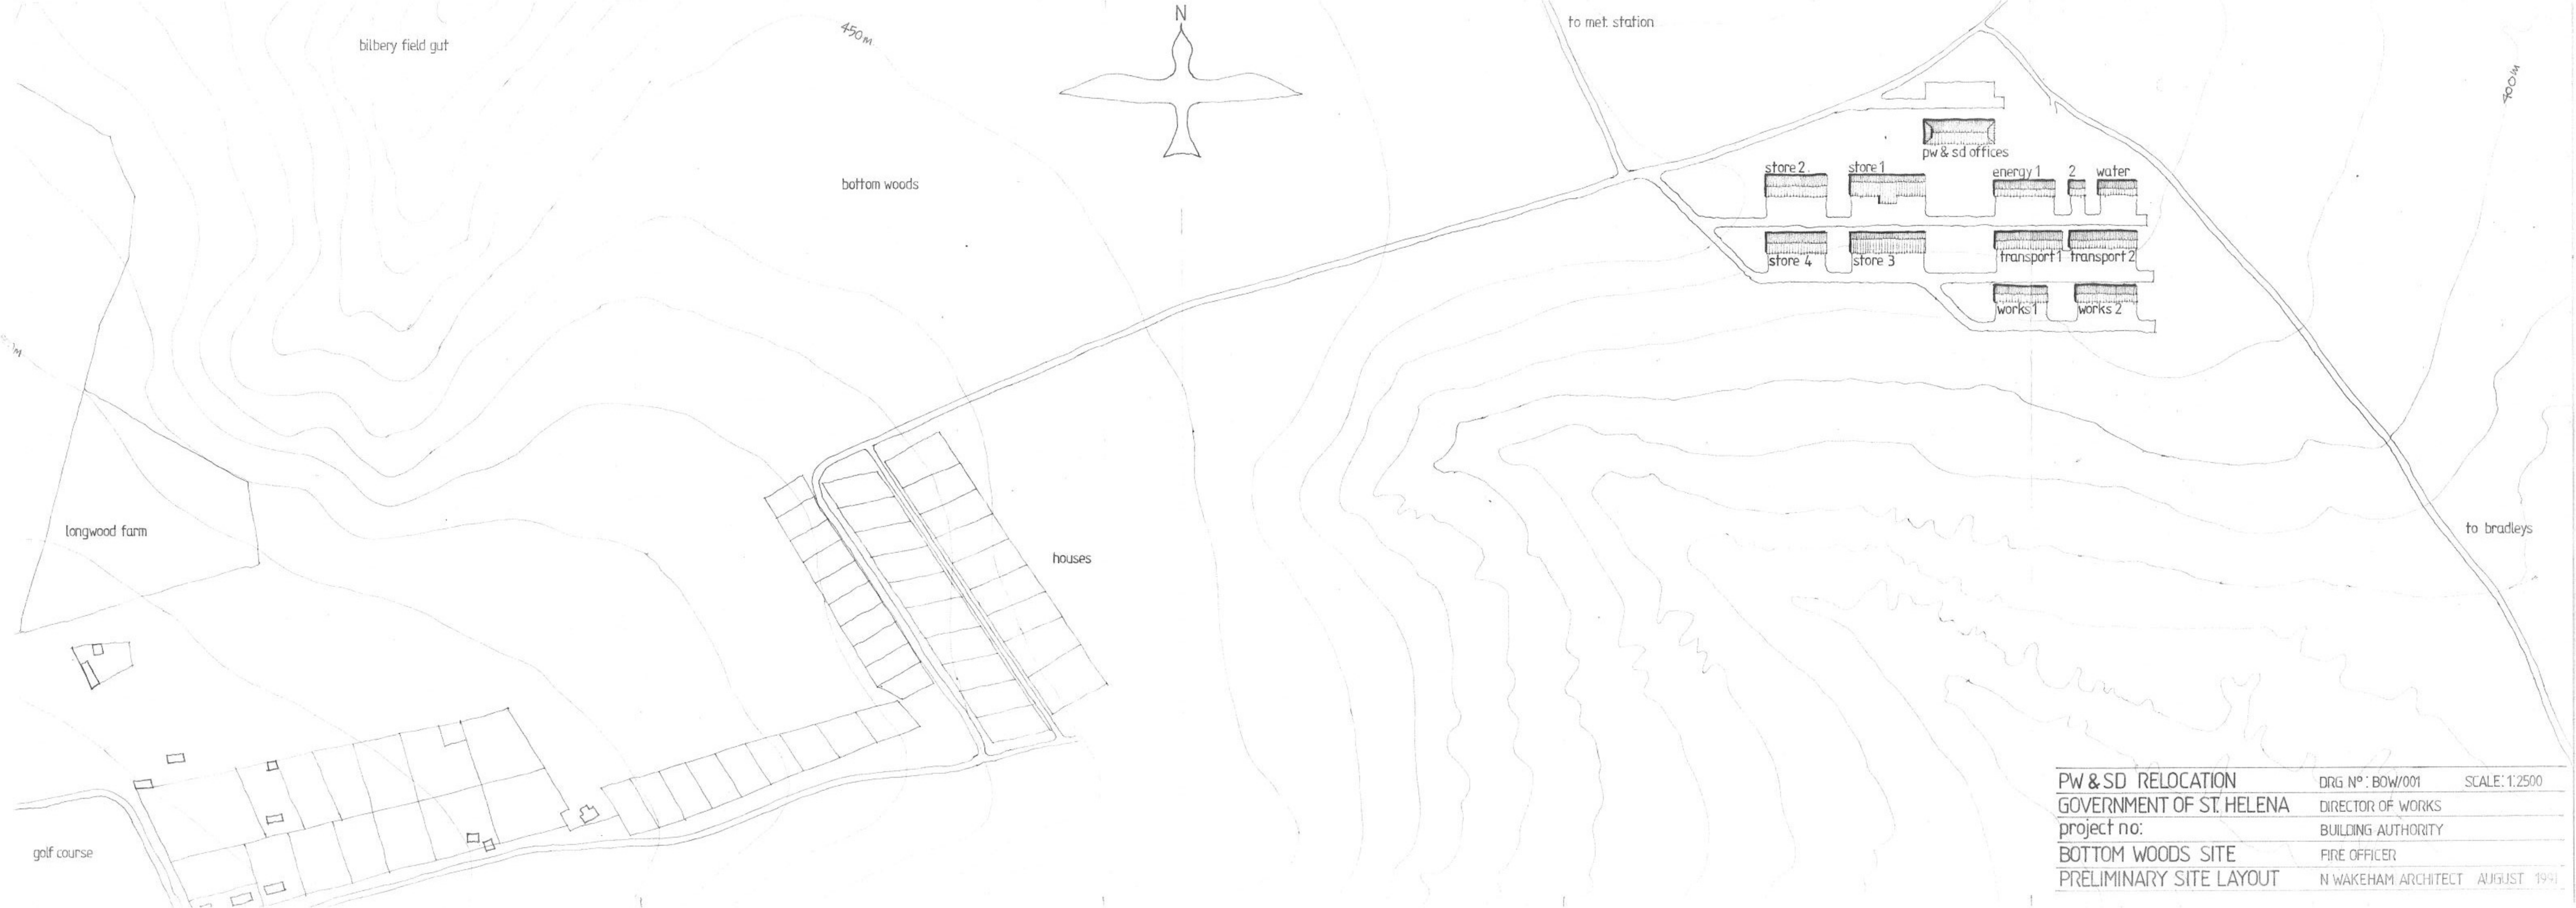 N
to met. station
bilbery field gut
450m
400m
bottom woods
pw & sd offices
store 2. store 1 energy 1 2 water
store 4 store 3 transport 1 transport 2
works 1 works 2
longwood farm
houses
to bradleys
golf course
PW & SD RELOCATION DRG Nº: BOW/001 SCALE: 1:2500
GOVERNMENT OF ST. HELENA DIRECTOR OF WORKS
project no: BUILDING AUTHORITY
BOTTOM WOODS SITE FIRE OFFICER
PRELIMINARY SITE LAYOUT N WAKEHAM ARCHITECT AUGUST